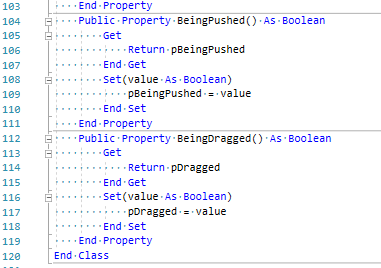 103 End Property
104 Public Property BeingPushed() As Boolean
105 Get
106 Return pBeingPushed
107 End Get
108 Set(value As Boolean)
109 pBeingPushed = value
110 End Set
111 End Property
112 Public Property BeingDragged() As Boolean
113 Get
114 Return pDragged
115 End Get
116 Set(value As Boolean)
117 pDragged = value
118 End Set
119 End Property
120 End Class